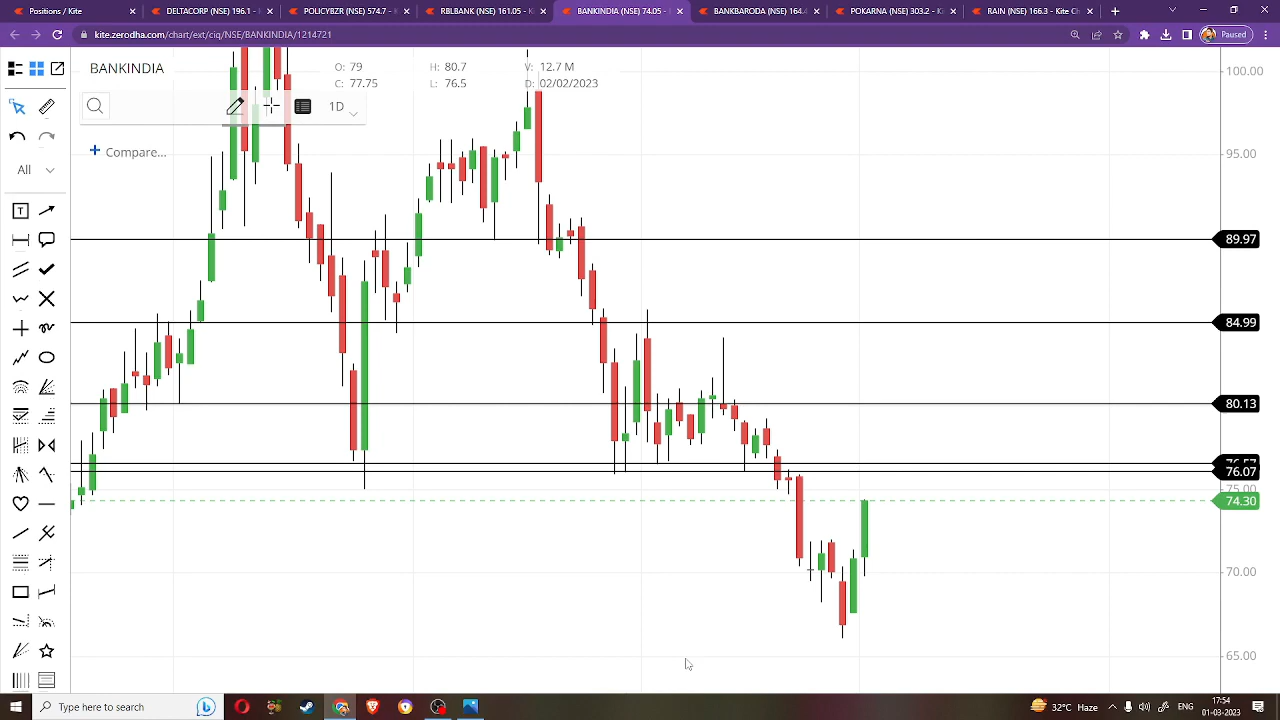 Positions / Kite
DELTACORP (NSE) 196.1 -
POLICYBZR (NSE) 574.7 - K
RBLBANK (NSE) 161.05 - K
BANKINDIA (NSE) 74.05 -
BANKBARODA (NSE) 164.
POKARNA (NSE) 303.2 - K
RAIN (NSE) 166.3 - Kite Ch
kite.zerodha.com/chart/ext/ciq/NSE/BANKINDIA/1214721
Paused
BANKINDIA
O: 79 H: 80.7 V: 12.7 M
C: 77.75 L: 76.5 D: 02/02/2023
1D
Compare...
All
T
100.00
95.00
89.97
84.99
80.13
76.07
75.00
74.30
70.00
65.00
Type here to search
32°C Haze
ENG
17:54
01-03-2023